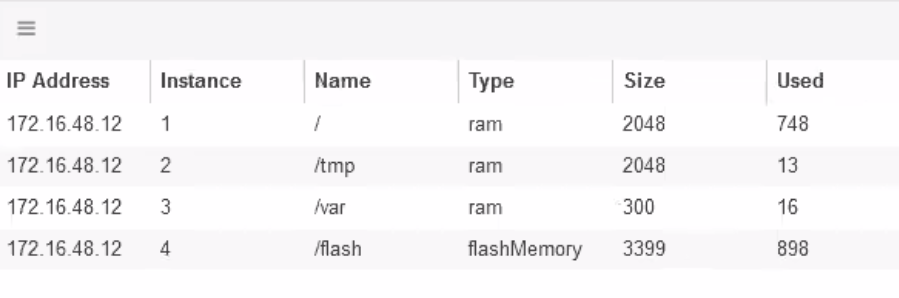 IP Address Instance Name Type Size Used
172.16.48.12 1 / ram 2048 748
172.16.48.12 2 /tmp ram 2048 13
172.16.48.12 3 /var ram 300 16
172.16.48.12 4 /flash flashMemory 3399 898